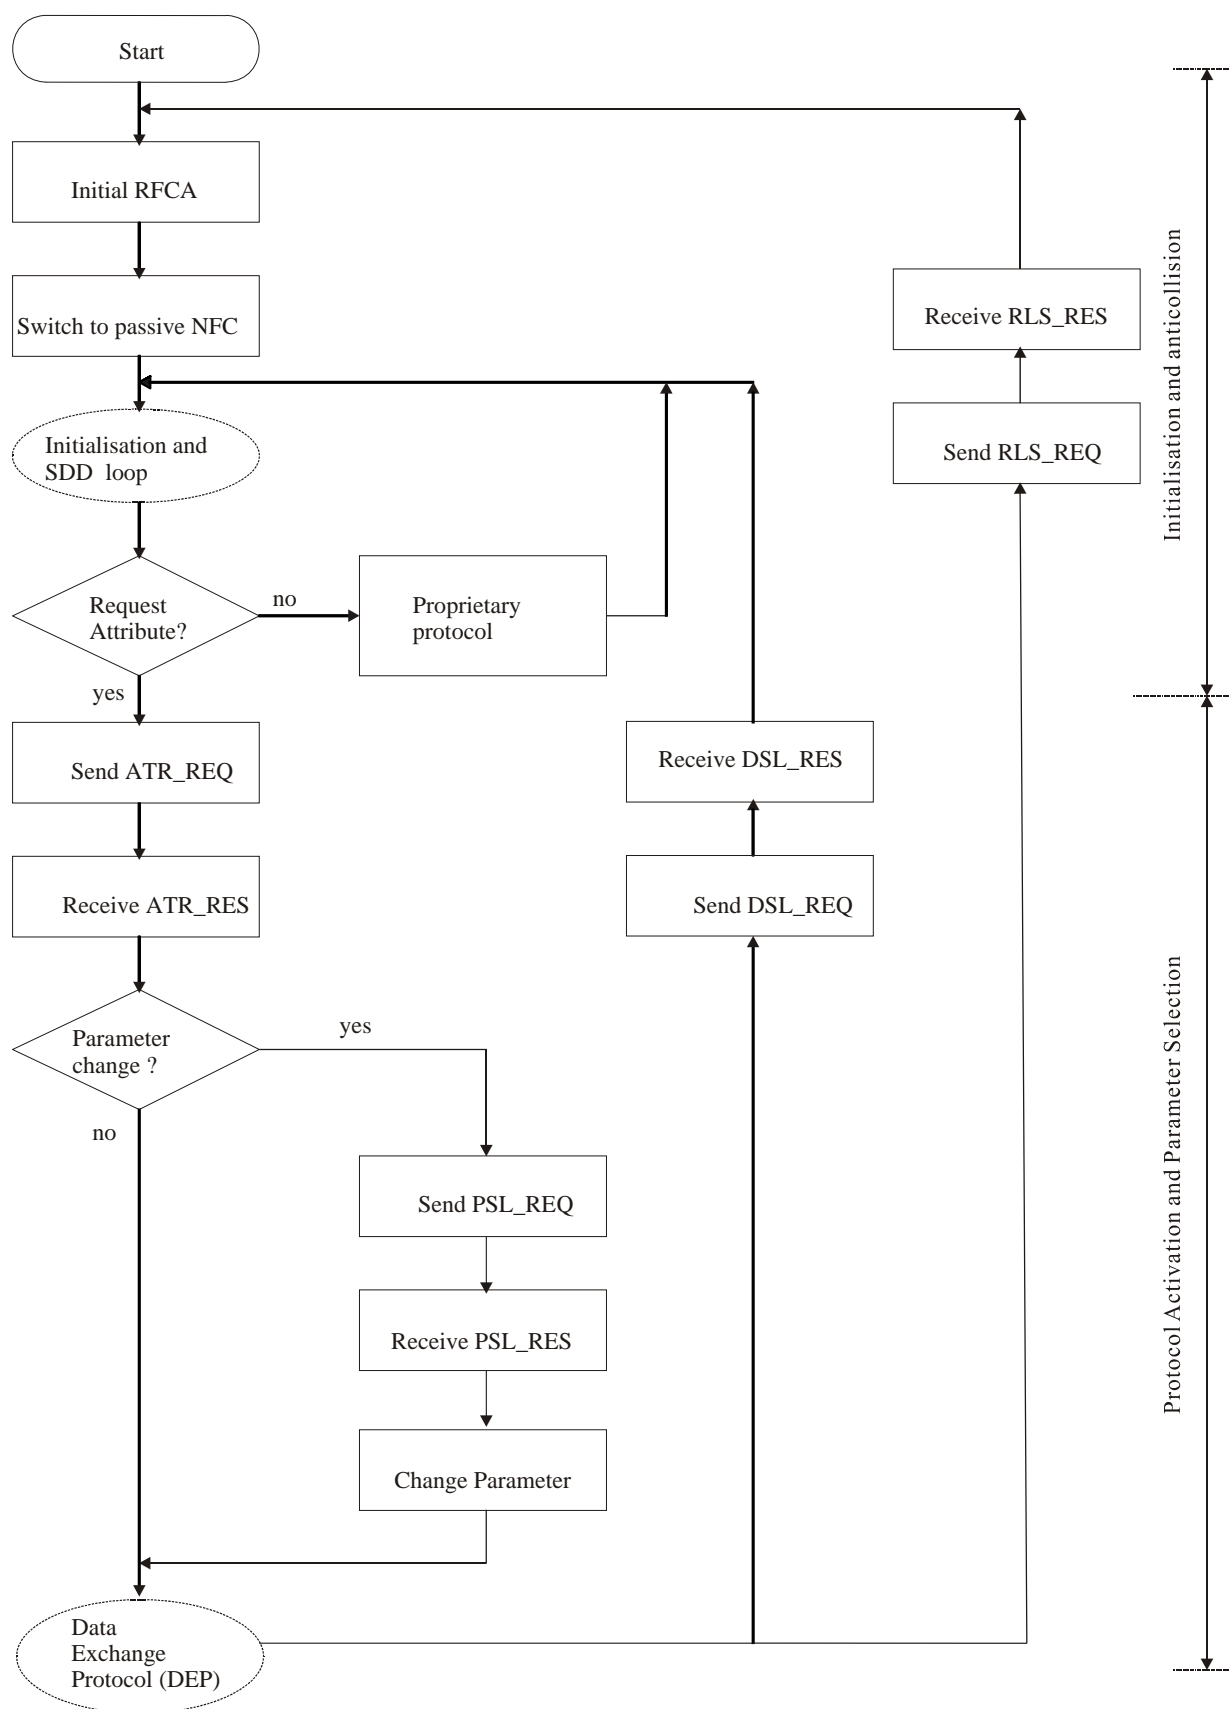 Start
Initial RFCA
Switch to passive NFC
Receive RLS_RES
Send RLS_REQ
Initialisation and anticollision
Initialisation and
SDD loop
Request
Attribute?
no
Proprietary
protocol
yes
Send ATR_REQ
Receive DSL_RES
Receive ATR_RES
Send DSL_REQ
Parameter
change ?
yes
no
Send PSL_REQ
Receive PSL_RES
Change Parameter
Protocol Activation and Parameter Selection
Data
Exchange
Protocol (DEP)